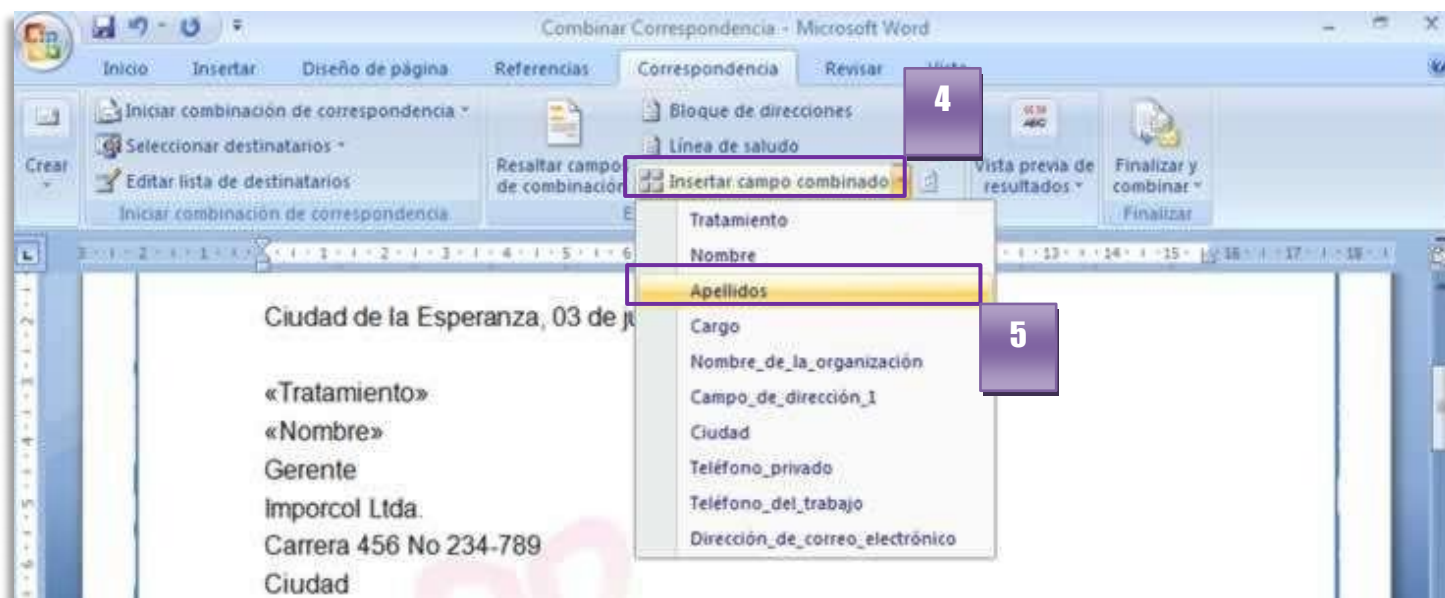 Combinar Correspondencia - Microsoft Word
Inicio Insertar Diseño de página Referencias Correspondencia Revisar Vista
Iniciar combinación de correspondencia
Seleccionar destinatarios
Editar lista de destinatarios
Iniciar combinación de correspondencia
Crear
Resaltar campos
de combinación
Bloque de direcciones
Línea de saludo
Insertar campo combinado
4
Vista previa de
resultados
Finalizar y
combinar
Finalizar
Tratamiento
Nombre
Apellidos
Cargo
Nombre_de_la_organización
Campo_de_dirección_1
Ciudad
Teléfono_privado
Teléfono_del_trabajo
Dirección_de_correo_electrónico
5
Ciudad de la Esperanza, 03 de
«Tratamiento»
«Nombre»
Gerente
Imporcol Ltda.
Carrera 456 No 234-789
Ciudad